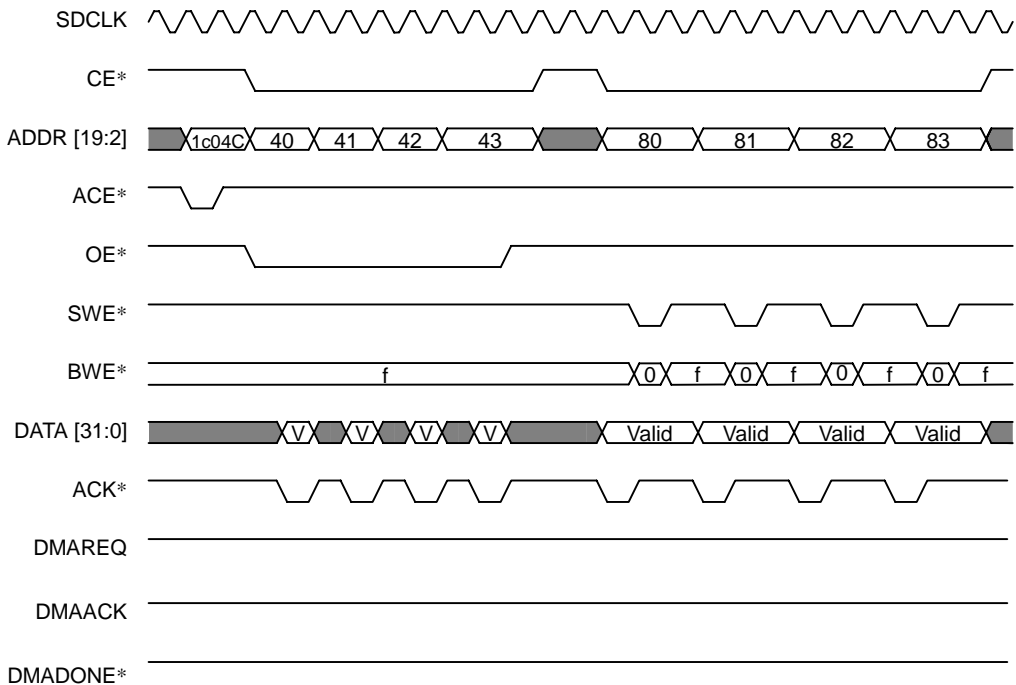 SDCLK
CE*
ADDR [19:2] 1c04C 40 41 42 43 80 81 82 83
ACE*
OE*
SWE*
BWE* f 0 f 0 f 0 f 0 f
DATA [31:0] V V V V Valid Valid Valid Valid
ACK*
DMAREQ
DMAACK
DMADONE*